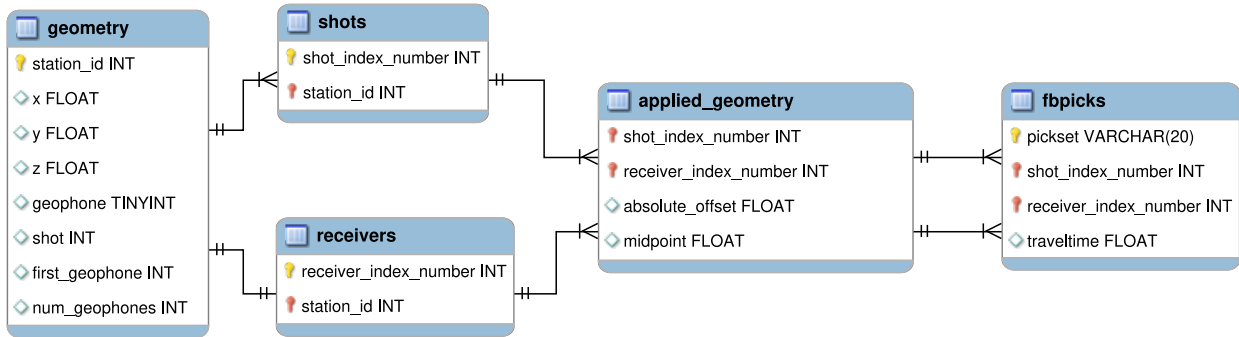 geometry
station_id INT
x FLOAT
y FLOAT
z FLOAT
geophone TINYINT
shot INT
first_geophone INT
num_geophones INT
shots
shot_index_number INT
station_id INT
receivers
receiver_index_number INT
station_id INT
applied_geometry
shot_index_number INT
receiver_index_number INT
absolute_offset FLOAT
midpoint FLOAT
fbpicks
pickset VARCHAR(20)
shot_index_number INT
receiver_index_number INT
traveltime FLOAT